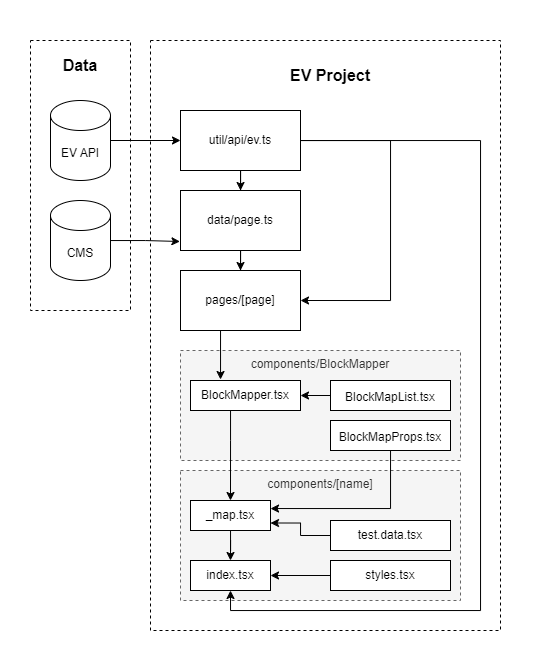 Data
EV Project
EV API
util/api/ev.ts
CMS
data/page.ts
pages/[page]
components/BlockMapper
BlockMapper.tsx
BlockMapList.tsx
BlockMapProps.tsx
components/[name]
_map.tsx
test.data.tsx
index.tsx
styles.tsx